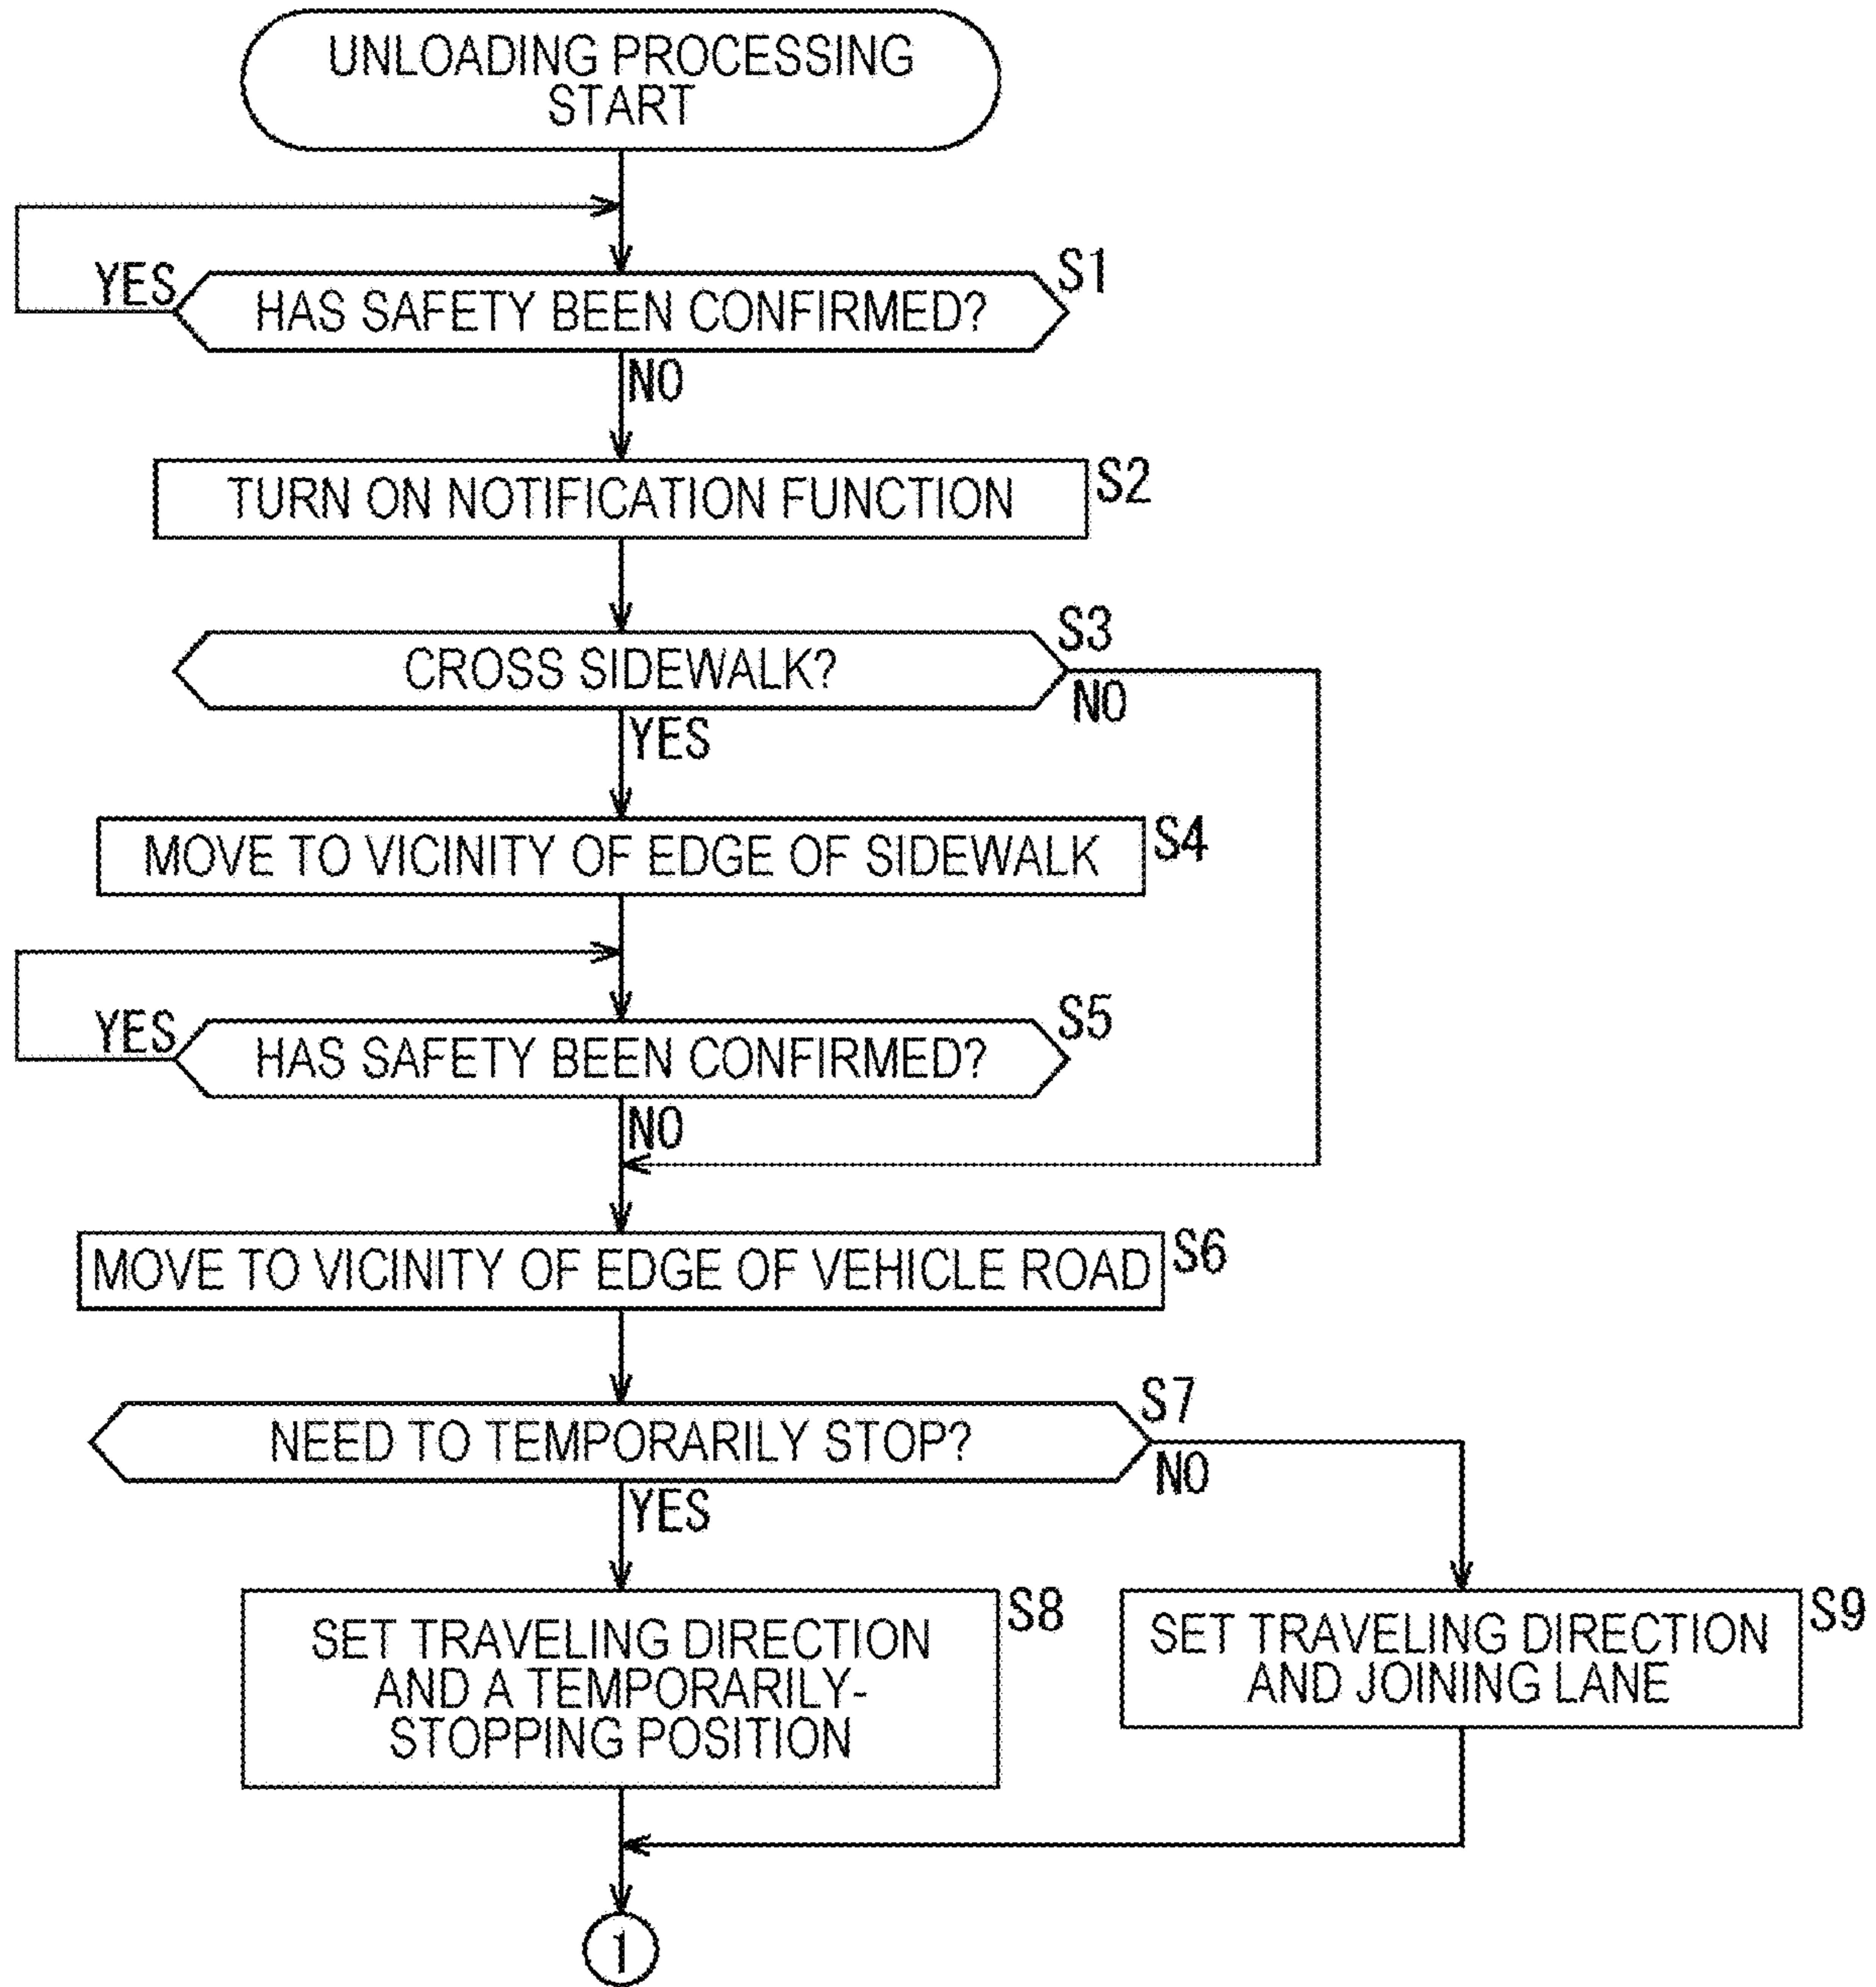 UNLOADING PROCESSING
START
S1
YES
HAS SAFETY BEEN CONFIRMED?
NO
TURN ON NOTIFICATION FUNCTION
S2
S3
CROSS SIDEWALK?
NO
YES
MOVE TO VICINITY OF EDGE OF SIDEWALK
S4
S5
YES
HAS SAFETY BEEN CONFIRMED?
NO
MOVE TO VICINITY OF EDGE OF VEHICLE ROAD
S6
S7
NEED TO TEMPORARILY STOP?
NO
YES
S8
SET TRAVELING DIRECTION
AND A TEMPORARILY-
STOPPING POSITION
S9
SET TRAVELING DIRECTION
AND JOINING LANE
1